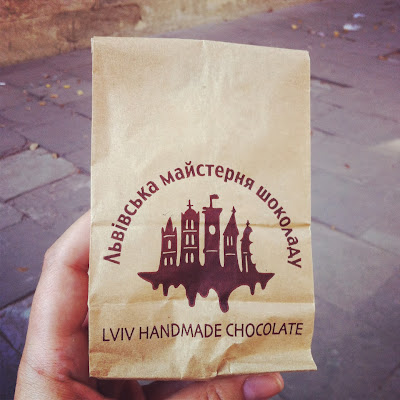 Львівська майстерня шоколаду
LVIV HANDMADE CHOCOLATE